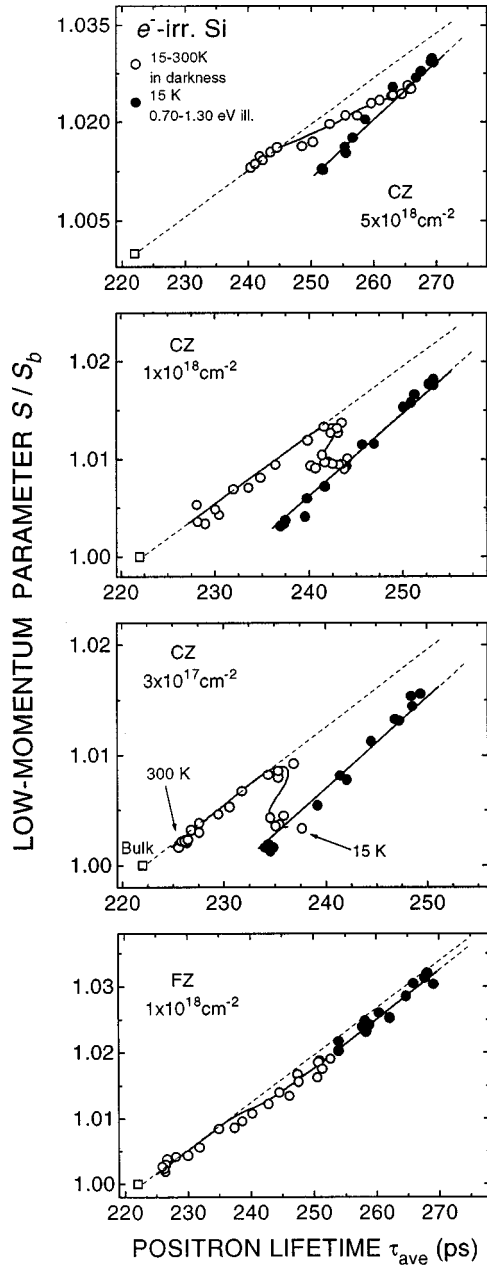 LOW-MOMENTUM PARAMETER S / S_b
e⁻-irr. Si
○ 15-300K
in darkness
● 15 K
0.70-1.30 eV ill.
CZ
5x10¹⁸cm⁻²
1.035
1.020
1.005
220 230 240 250 260 270
CZ
1x10¹⁸cm⁻²
1.02
1.01
1.00
220 230 240 250
CZ
3x10¹⁷cm⁻²
300 K
Bulk
15 K
1.02
1.01
1.00
220 230 240 250
FZ
1x10¹⁸cm⁻²
1.03
1.02
1.01
1.00
220 230 240 250 260 270
POSITRON LIFETIME τ_ave (ps)